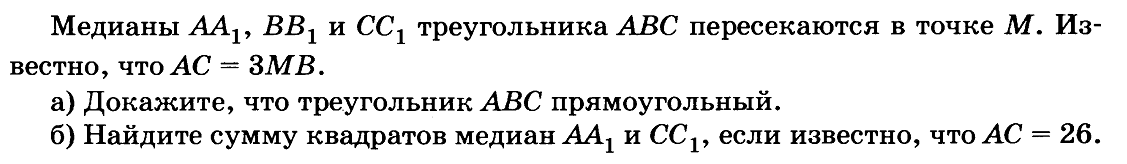 Медианы AA₁, BB₁ и CC₁ треугольника ABC пересекаются в точке M. Из-
вестно, что AC = 3MB.
а) Докажите, что треугольник ABC прямоугольный.
б) Найдите сумму квадратов медиан AA₁ и CC₁, если известно, что AC = 26.